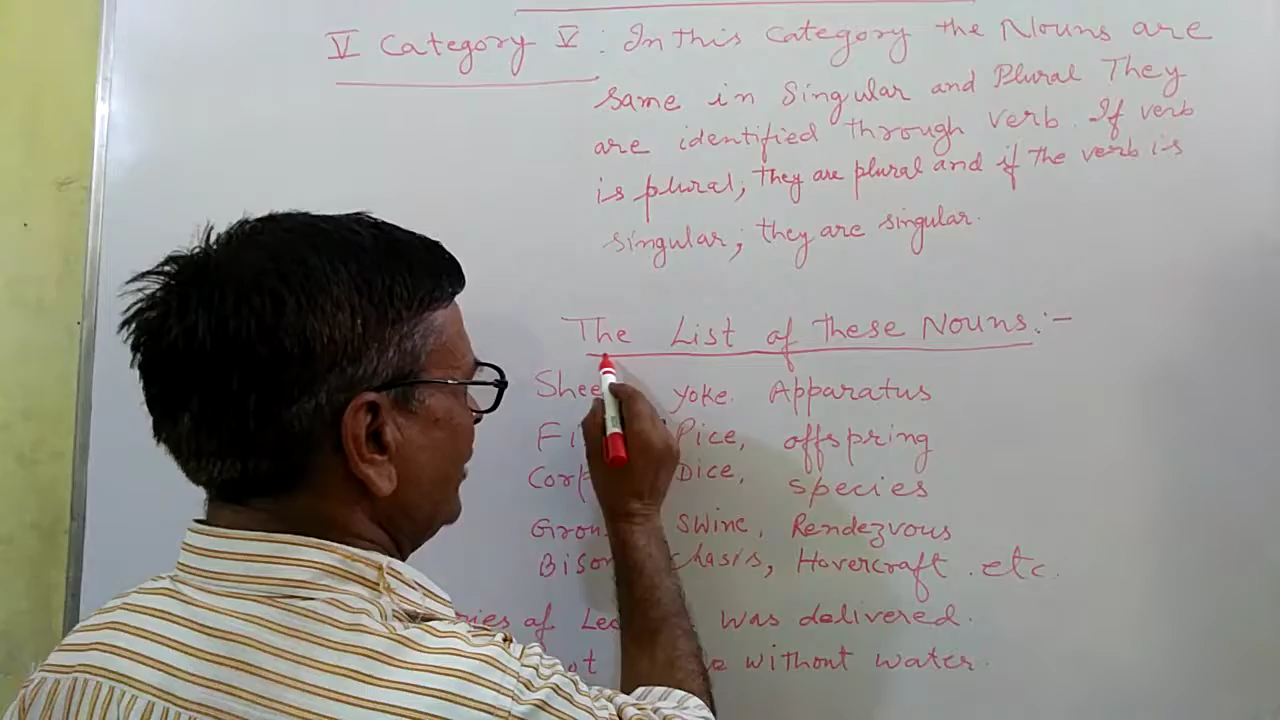 V Category V : In this category the Nouns are
same in Singular and Plural They
are identified through verb. If verb
is plural, they are plural and if the verb is
singular, they are singular.
The List of these Nouns :-
yoke. Apparatus
Pice, offspring
Dice, species
Swine, Rendezvous
Hovercraft. etc.
of was delivered.
without water.